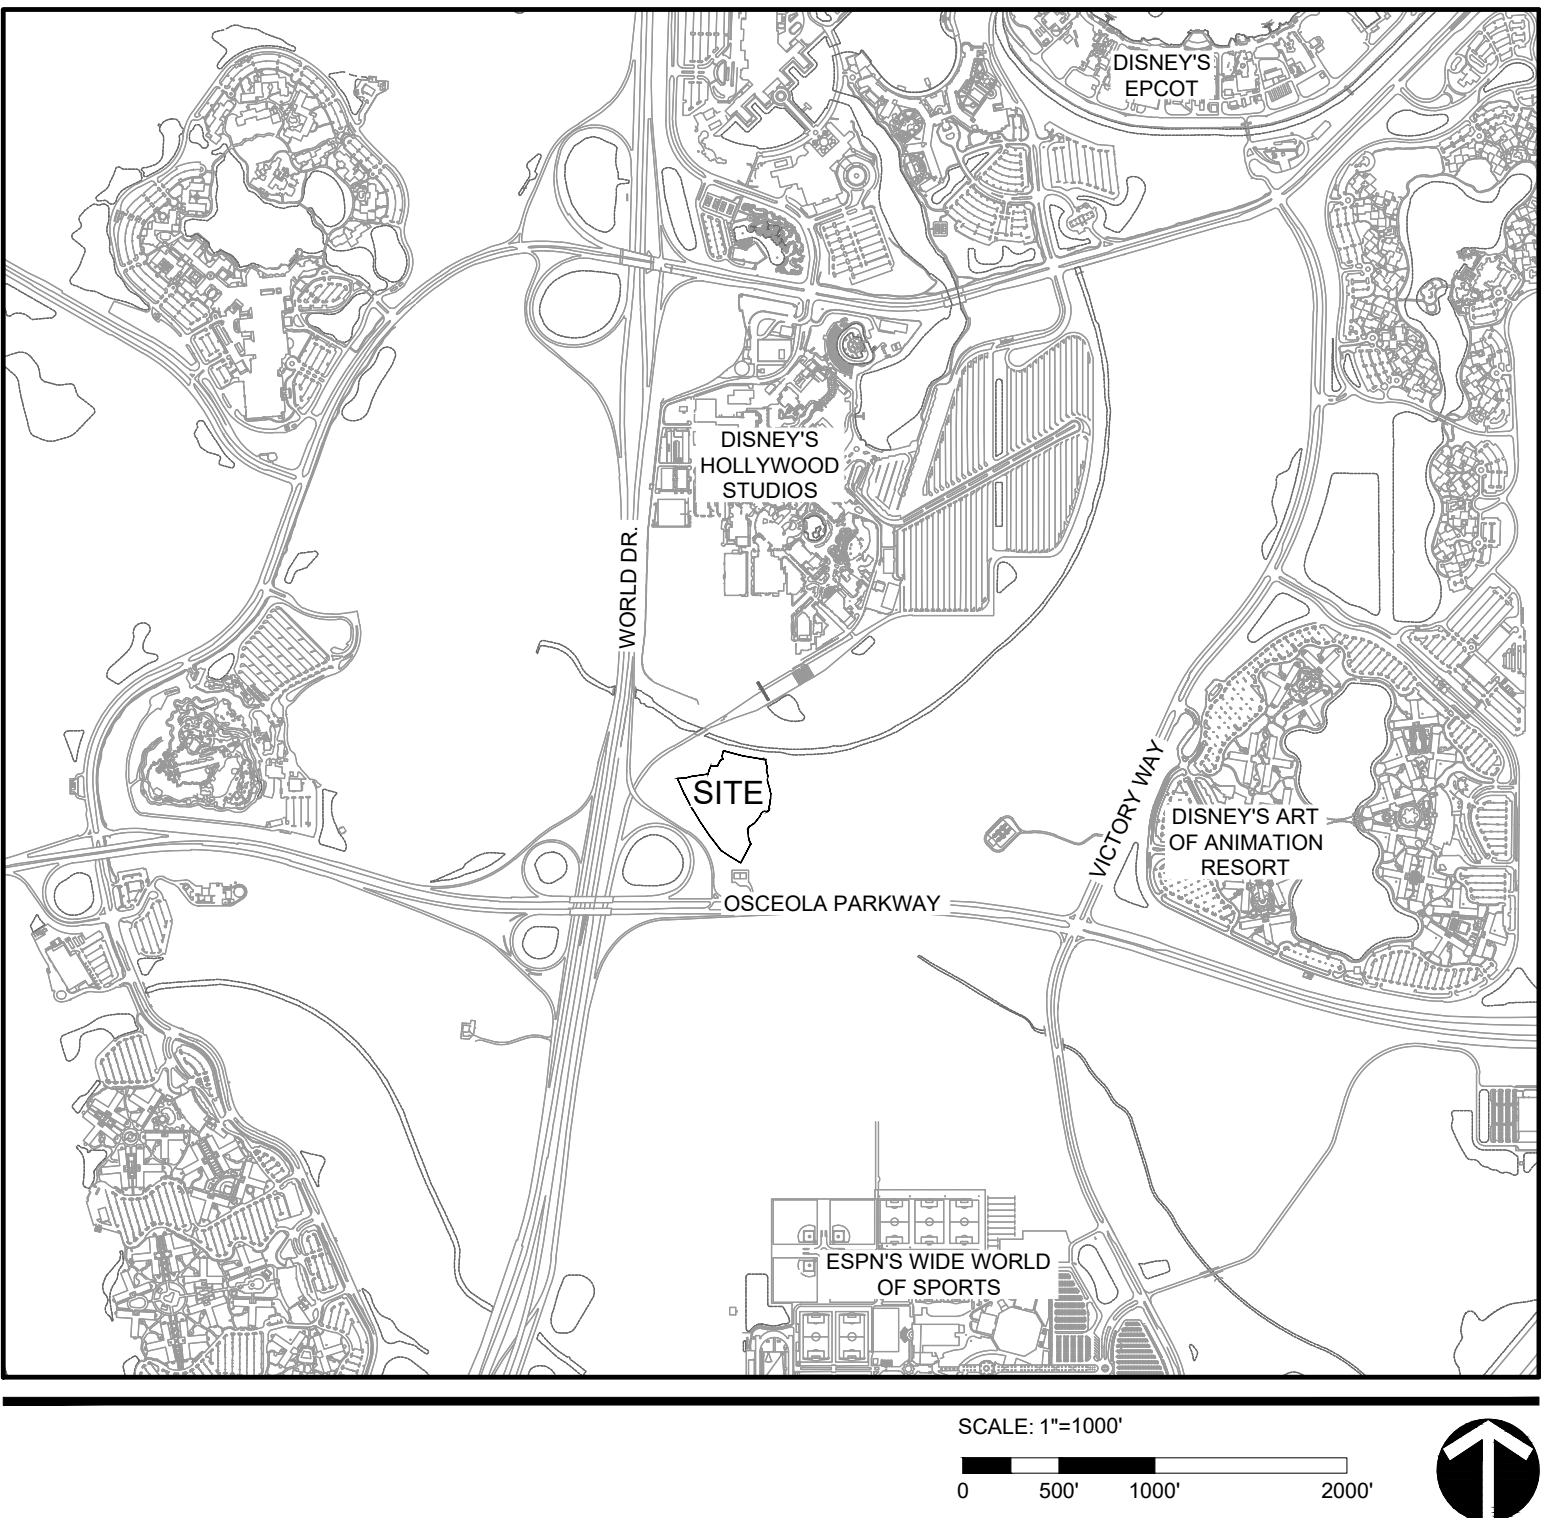 DISNEY'S
EPCOT
DISNEY'S
HOLLYWOOD
STUDIOS
WORLD DR.
SITE
VICTORY WAY
DISNEY'S ART
OF ANIMATION
RESORT
OSCEOLA PARKWAY
ESPN'S WIDE WORLD
OF SPORTS
SCALE: 1"=1000'
0 500' 1000' 2000'